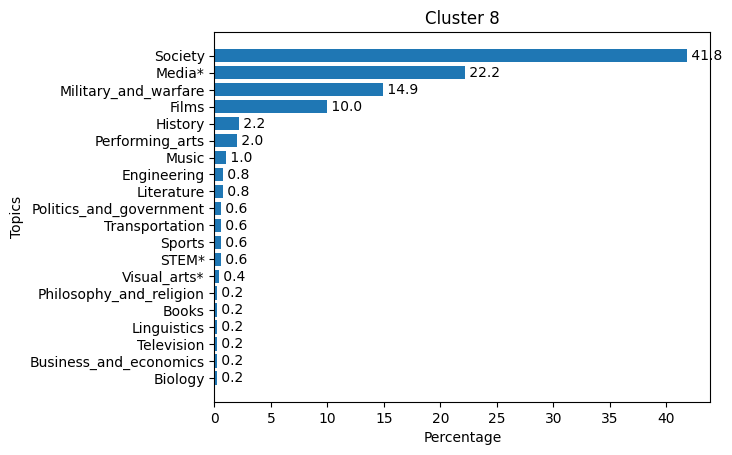 Cluster 8
Topics
Society 41.8
Media* 22.2
Military_and_warfare 14.9
Films 10.0
History 2.2
Performing_arts 2.0
Music 1.0
Engineering 0.8
Literature 0.8
Politics_and_government 0.6
Transportation 0.6
Sports 0.6
STEM* 0.6
Visual_arts* 0.4
Philosophy_and_religion 0.2
Books 0.2
Linguistics 0.2
Television 0.2
Business_and_economics 0.2
Biology 0.2
0 5 10 15 20 25 30 35 40
Percentage